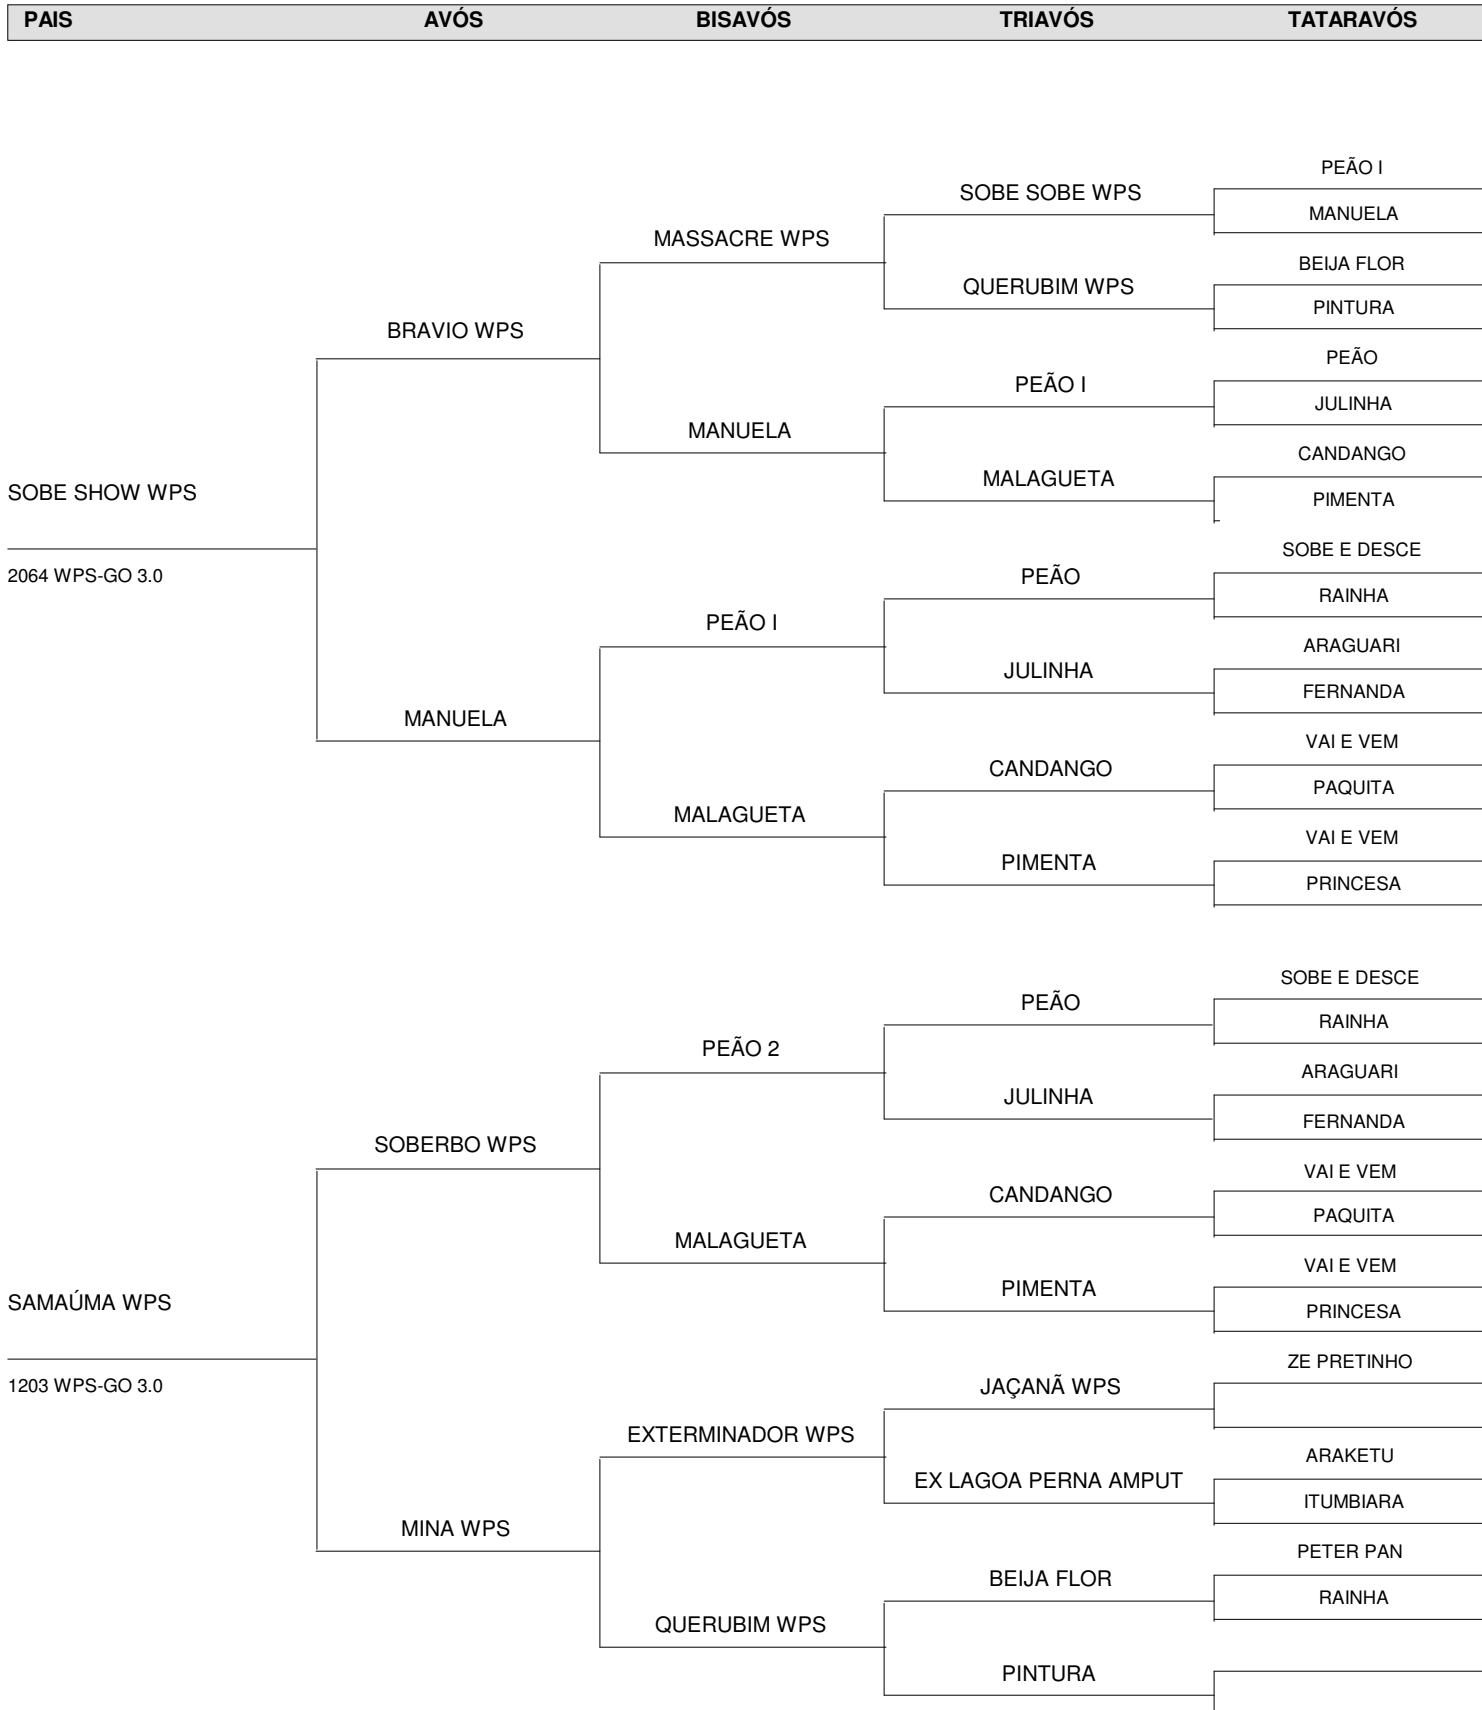 PAIS AVÓS BISAVÓS TRIAVÓS TATARAVÓS
PEÃO I
SOBE SOBE WPS
MANUELA
MASSACRE WPS
BEIJA FLOR
QUERUBIM WPS
PINTURA
BRAVIO WPS
PEÃO
PEÃO I
JULINHA
MANUELA
CANDANGO
MALAGUETA
PIMENTA
SOBE SHOW WPS
2064 WPS-GO 3.0
SOBE E DESCE
PEÃO
RAINHA
PEÃO I
ARAGUARI
JULINHA
FERNANDA
MANUELA
VAI E VEM
CANDANGO
PAQUITA
MALAGUETA
VAI E VEM
PIMENTA
PRINCESA
SOBE E DESCE
PEÃO
RAINHA
PEÃO 2
ARAGUARI
JULINHA
FERNANDA
SOBERBO WPS
VAI E VEM
CANDANGO
PAQUITA
MALAGUETA
VAI E VEM
PIMENTA
PRINCESA
SAMAÚMA WPS
1203 WPS-GO 3.0
ZE PRETINHO
JAÇANÃ WPS
EXTERMINADOR WPS
ARAKETU
EX LAGOA PERNA AMPUT
ITUMBIARA
MINA WPS
PETER PAN
BEIJA FLOR
RAINHA
QUERUBIM WPS
PINTURA